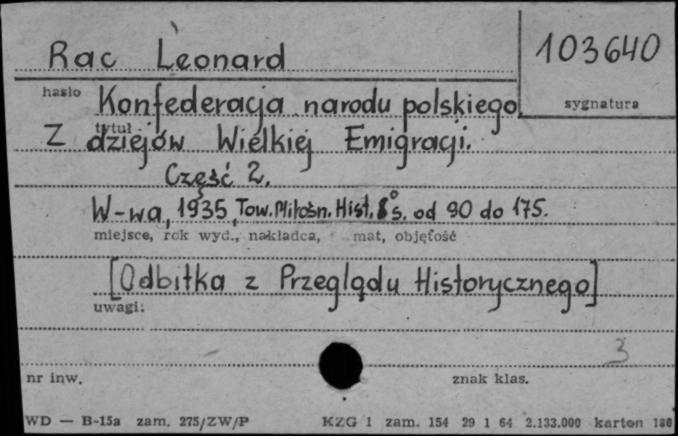 Rac Leonard
103640
hasło
sygnatura
Konfederacja narodu polskiego
tytuł
Z dziejów Wielkiej Emigracji.
Część 2.
W-wa, 1935, Tow. Miłośn. Hist. 8° s. od 90 do 175.
miejsce, rok wyd., nakładca, mat, objętość
[Odbitka z Przeglądu Historycznego]
uwagi:
3
nr inw.
znak klas.
WD — B-15a zam. 275/ZW/P KZG 1 zam. 154 29 1 64 2.133.000 karton 180